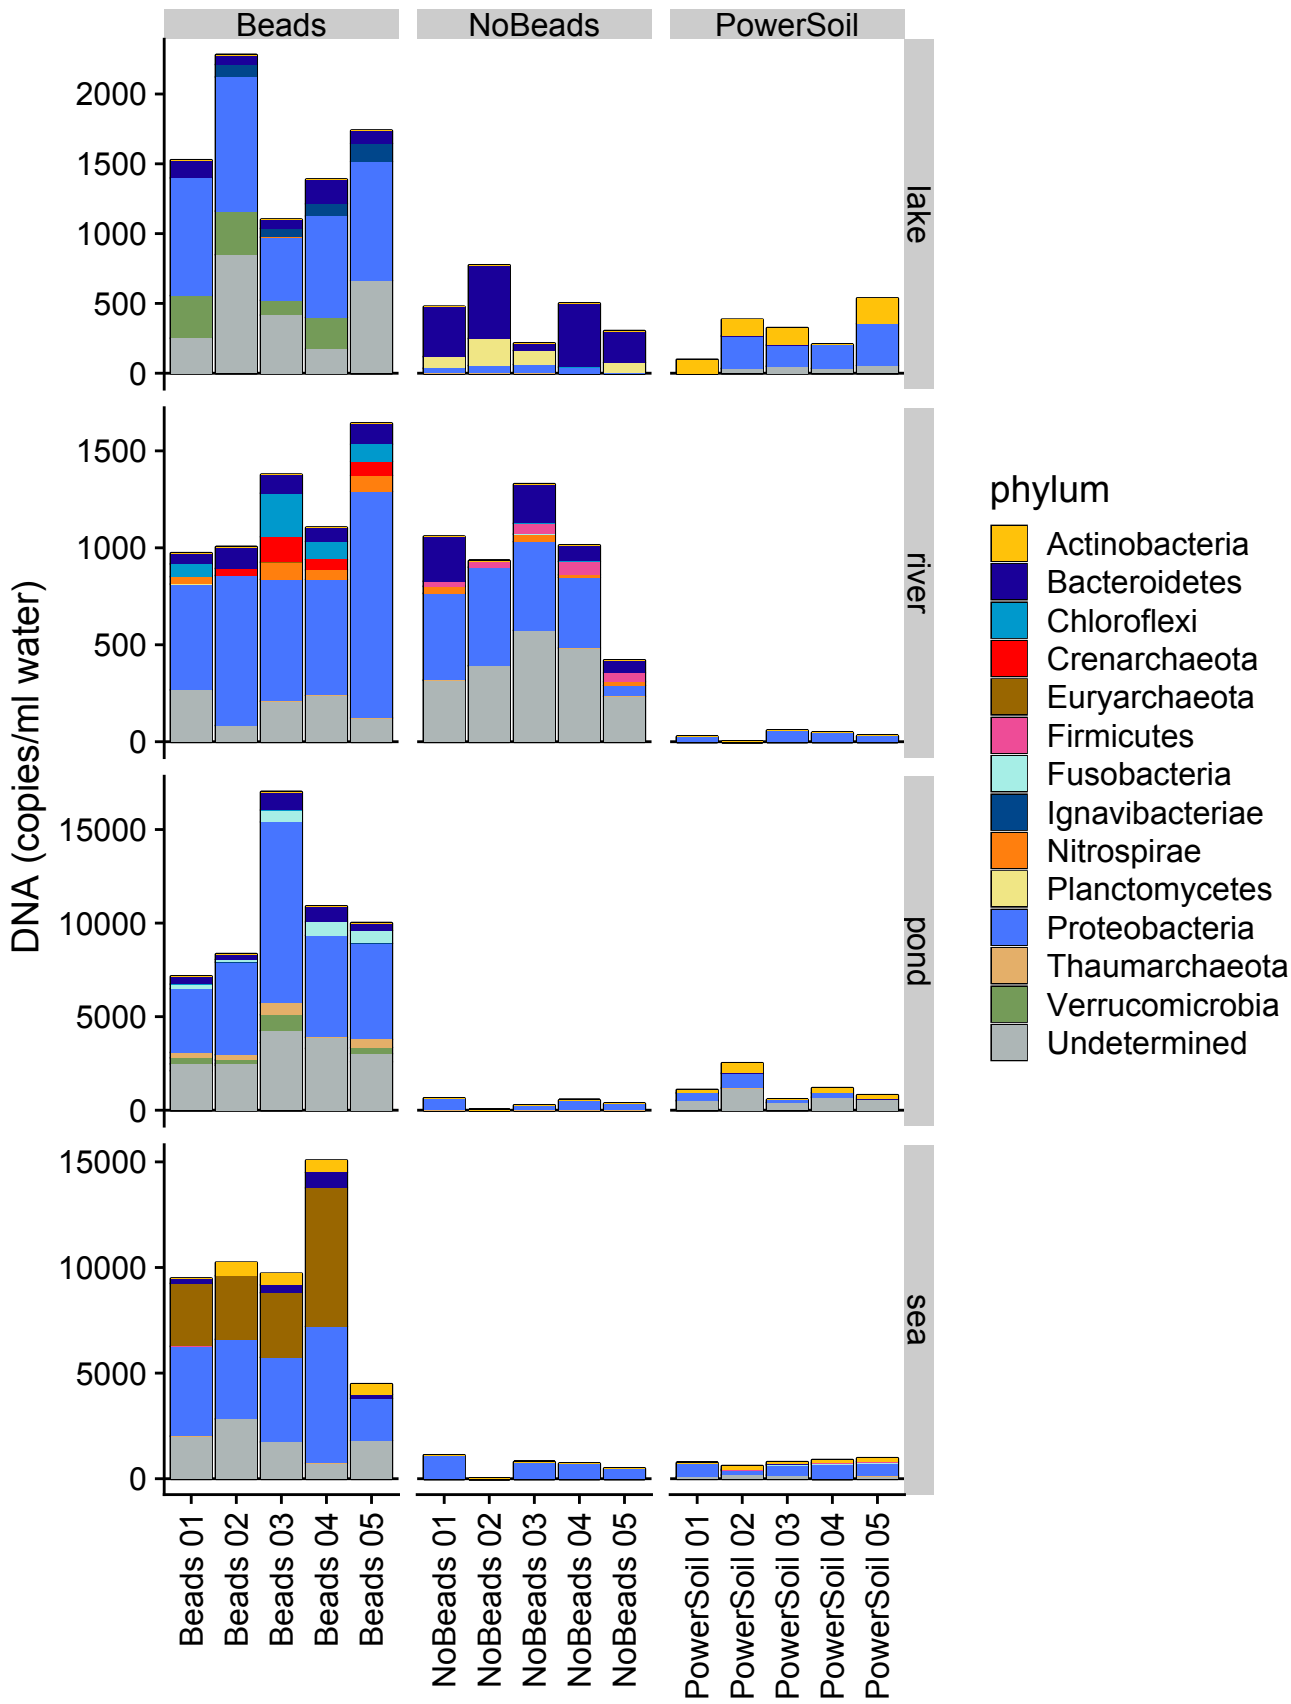 Beads
NoBeads
PowerSoil
DNA (copies/ml water)
2000
1500
1000
500
0
lake
1500
1000
500
0
river
15000
10000
5000
0
pond
15000
10000
5000
0
sea
Beads 01
Beads 02
Beads 03
Beads 04
Beads 05
NoBeads 01
NoBeads 02
NoBeads 03
NoBeads 04
NoBeads 05
PowerSoil 01
PowerSoil 02
PowerSoil 03
PowerSoil 04
PowerSoil 05
phylum
Actinobacteria
Bacteroidetes
Chloroflexi
Crenarchaeota
Euryarchaeota
Firmicutes
Fusobacteria
Ignavibacteriae
Nitrospirae
Planctomycetes
Proteobacteria
Thaumarchaeota
Verrucomicrobia
Undetermined